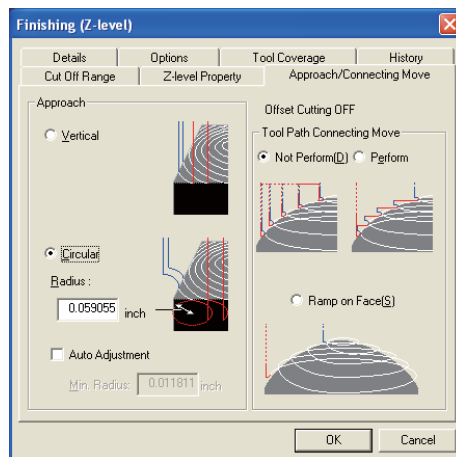 Finishing (Z-level)
Details Options Tool Coverage History
Cut Off Range Z-level Property Approach/Connecting Move
Approach
Vertical
Circular
Radius :
0.059055 inch
Auto Adjustment
Min. Radius: 0.011811 inch
Offset Cutting OFF
Tool Path Connecting Move
Not Perform(D) Perform
Ramp on Face(S)
OK Cancel